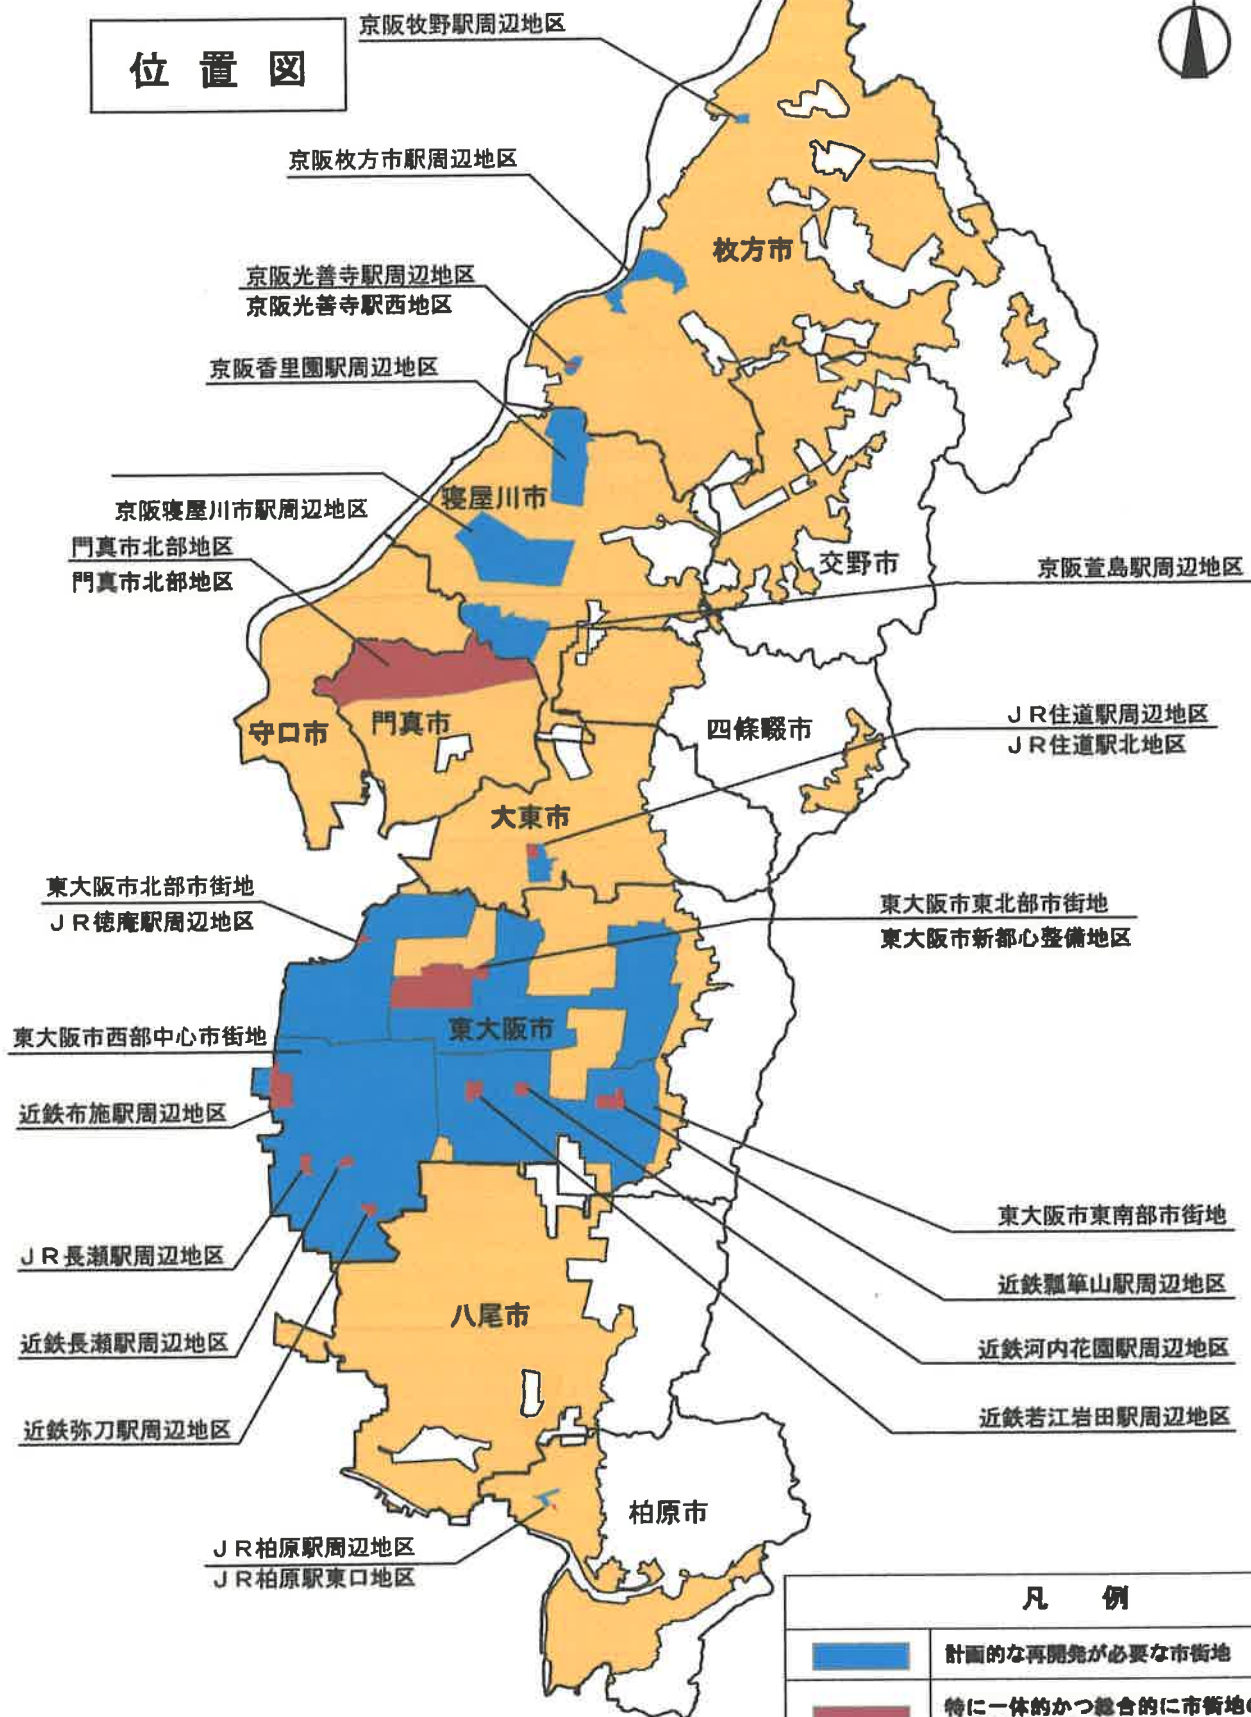 位置図
京阪牧野駅周辺地区
京阪枚方市駅周辺地区
枚方市
京阪光善寺駅周辺地区
京阪光善寺駅西地区
京阪香里園駅周辺地区
寝屋川市
京阪寝屋川市駅周辺地区
門真市北部地区
門真市北部地区
交野市
京阪萱島駅周辺地区
守口市
門真市
四條畷市
JR住道駅周辺地区
JR住道駅北地区
大東市
東大阪市北部市街地
JR徳庵駅周辺地区
東大阪市東北部市街地
東大阪市新都心整備地区
東大阪市
東大阪市西部中心市街地
近鉄布施駅周辺地区
東大阪市東南部市街地
JR長瀬駅周辺地区
近鉄瓢箪山駅周辺地区
八尾市
近鉄長瀬駅周辺地区
近鉄河内花園駅周辺地区
近鉄弥刀駅周辺地区
近鉄若江岩田駅周辺地区
柏原市
JR柏原駅周辺地区
JR柏原駅東口地区
凡例
計画的な再開発が必要な市街地
特に一体的かつ総合的に市街地